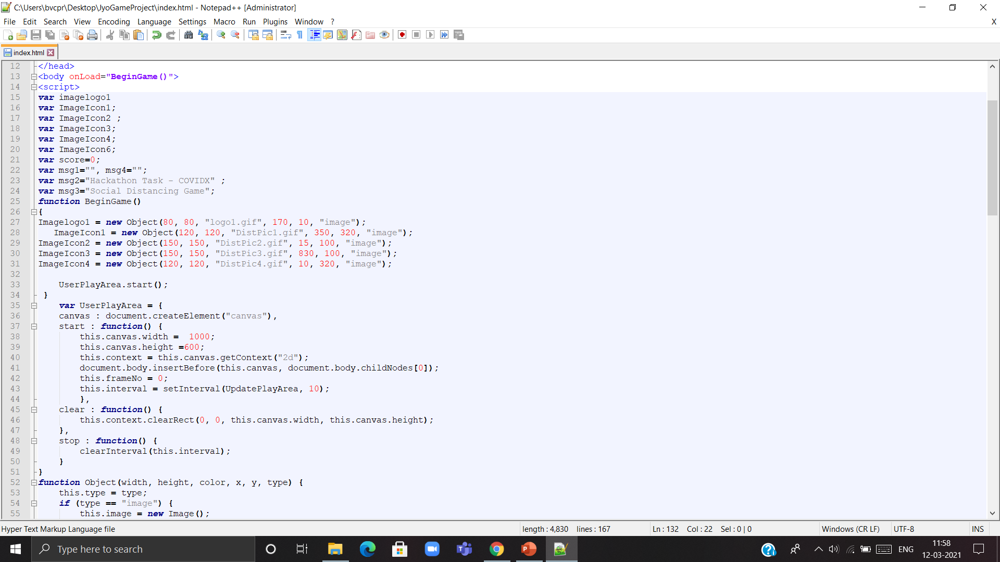 C:\Users\bvcpr\Desktop\JyoGameProject\index.html - Notepad++ [Administrator]
File Edit Search View Encoding Language Settings Macro Run Plugins Window ? X
index.html
12 </head>
13 <body onLoad="BeginGame()">
14 <script>
15 var imagelogo1
16 var ImageIcon1;
17 var ImageIcon2 ;
18 var ImageIcon3;
19 var ImageIcon4;
20 var ImageIcon6;
21 var score=0;
22 var msg1="", msg4="";
23 var msg2="Hackathon Task - COVIDX" ;
24 var msg3="Social Distancing Game";
25 function BeginGame()
26 {
27 Imagelogo1 = new Object(80, 80, "logo1.gif", 170, 10, "image");
28 ImageIcon1 = new Object(120, 120, "DistPic1.gif", 350, 320, "image");
29 ImageIcon2 = new Object(150, 150, "DistPic2.gif", 15, 100, "image");
30 ImageIcon3 = new Object(150, 150, "DistPic3.gif", 830, 100, "image");
31 ImageIcon4 = new Object(120, 120, "DistPic4.gif", 10, 320, "image");
32
33 UserPlayArea.start();
34 }
35 var UserPlayArea = {
36 canvas : document.createElement("canvas"),
37 start : function() {
38 this.canvas.width =  1000;
39 this.canvas.height =600;
40 this.context = this.canvas.getContext("2d");
41 document.body.insertBefore(this.canvas, document.body.childNodes[0]);
42 this.frameNo = 0;
43 this.interval = setInterval(UpdatePlayArea, 10);
44 },
45 clear : function() {
46 this.context.clearRect(0, 0, this.canvas.width, this.canvas.height);
47 },
48 stop : function() {
49 clearInterval(this.interval);
50 }
51 }
52 function Object(width, height, color, x, y, type) {
53 this.type = type;
54 if (type == "image") {
55 this.image = new Image();
Hyper Text Markup Language file length : 4,830 lines : 167 Ln : 132 Col : 22 Sel : 0 | 0 Windows (CR LF) UTF-8 INS
Type here to search ENG 11:58
12-03-2021